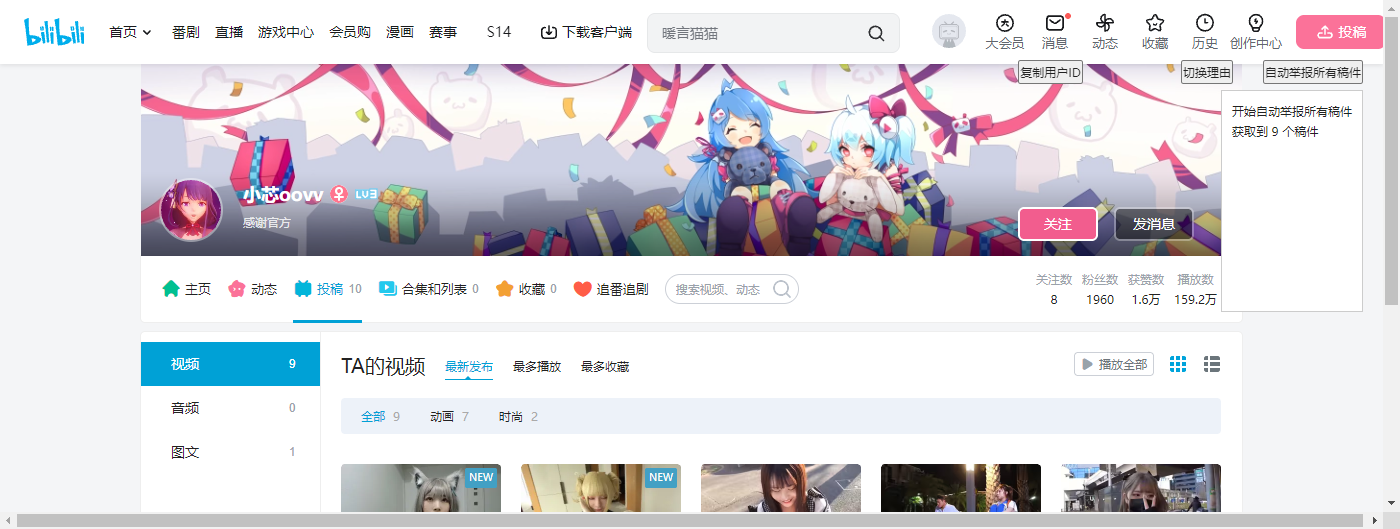 bilibili
首页 番剧 直播 游戏中心 会员购 漫画 赛事 S14 下载客户端 暖言猫猫 大会员 消息 动态 收藏 历史 创作中心 投稿
复制用户ID 切换理由 自动举报所有稿件
开始自动举报所有稿件
获取到 9 个稿件
小芯oovv LV3
感谢官方
关注 发消息
主页 动态 投稿 10 合集和列表 0 收藏 0 追番追剧 搜索视频、动态
关注数 粉丝数 获赞数 播放数
8 1960 1.6万 159.2万
视频 9
音频 0
图文 1
TA的视频 最新发布 最多播放 最多收藏 播放全部
全部 9 动画 7 时尚 2
NEW NEW